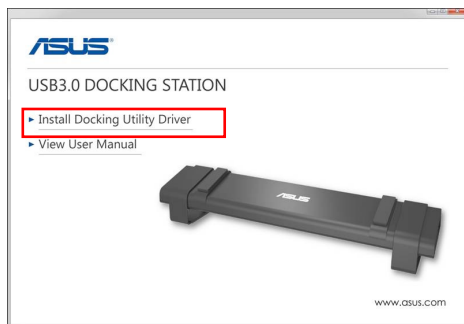 ASUS
USB3.0 DOCKING STATION
Install Docking Utility Driver
View User Manual
ASUS
www.asus.com